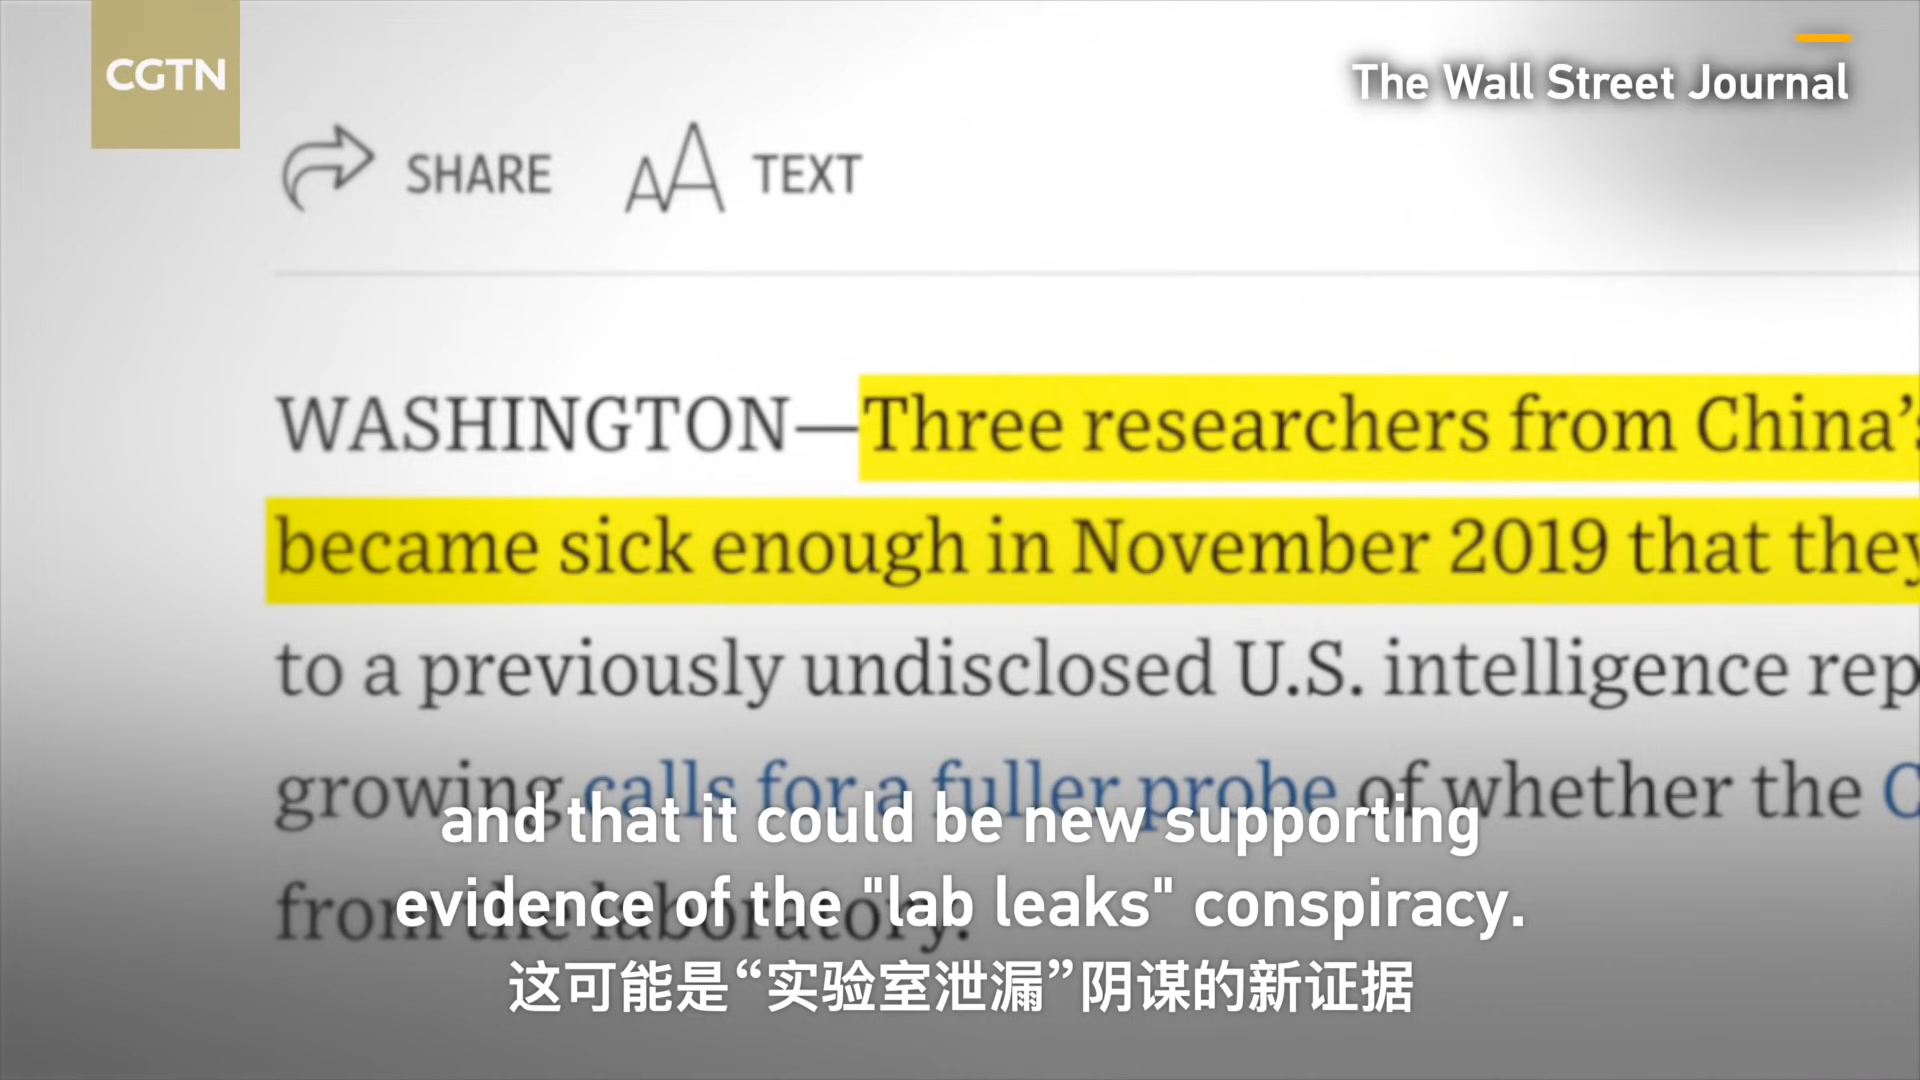 CGTN
The Wall Street Journal
SHARE
TEXT
WASHINGTON—Three researchers from China's
became sick enough in November 2019 that they
to a previously undisclosed U.S. intelligence rep
growing calls for a fuller probe of whether the C
from the laboratory.
and that it could be new supporting
evidence of the "lab leaks" conspiracy.
这可能是“实验室泄漏”阴谋的新证据